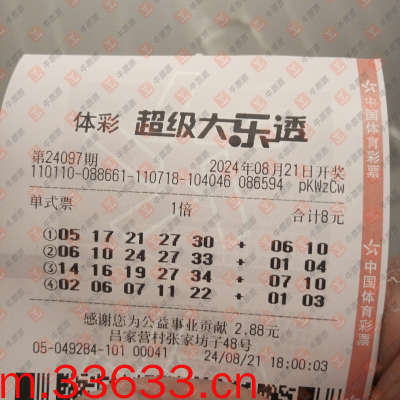 体彩 超级大乐透
第24097期 2024年08月21日开奖
110110-088661-110718-104046 086594 pKWzCw
单式票 1倍 合计8元
①05 17 21 27 30 + 06 10
②06 10 24 27 33 + 01 04
③14 16 19 27 34 + 07 10
④02 06 07 11 22 + 01 03
感谢您为公益事业贡献 2.88元
吕家营村张家坊子48号
05-049284-101 00041 24/08/21 18:00:03
中国体育彩票
中国体育彩票
m.33633.cn